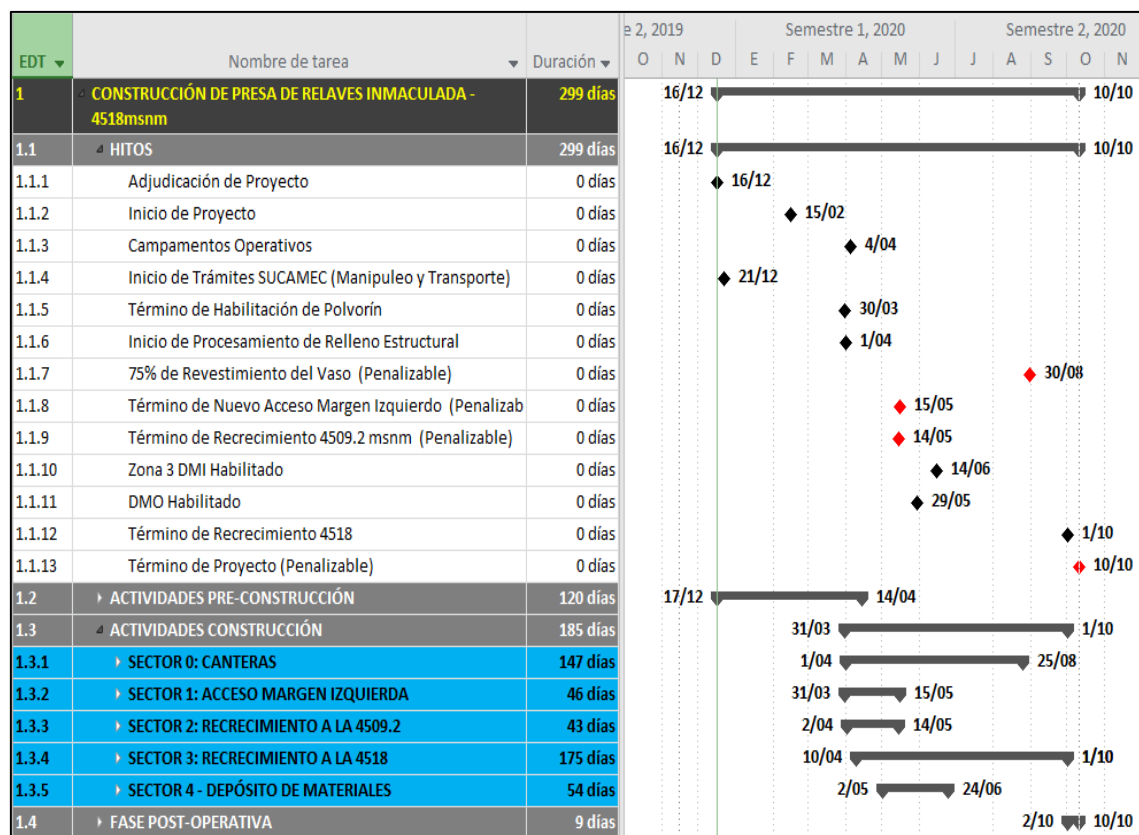 e 2, 2019 Semestre 1, 2020 Semestre 2, 2020
EDT Nombre de tarea Duración O N D E F M A M J J A S O N
1 CONSTRUCCIÓN DE PRESA DE RELAVES INMACULADA - 299 días 16/12 10/10
4518msnm
1.1 HITOS 299 días 16/12 10/10
1.1.1 Adjudicación de Proyecto 0 días 16/12
1.1.2 Inicio de Proyecto 0 días 15/02
1.1.3 Campamentos Operativos 0 días 4/04
1.1.4 Inicio de Trámites SUCAMEC (Manipuleo y Transporte) 0 días 21/12
1.1.5 Término de Habilitación de Polvorín 0 días 30/03
1.1.6 Inicio de Procesamiento de Relleno Estructural 0 días 1/04
1.1.7 75% de Revestimiento del Vaso (Penalizable) 0 días 30/08
1.1.8 Término de Nuevo Acceso Margen Izquierdo (Penalizab 0 días 15/05
1.1.9 Término de Recrecimiento 4509.2 msnm (Penalizable) 0 días 14/05
1.1.10 Zona 3 DMI Habilitado 0 días 14/06
1.1.11 DMO Habilitado 0 días 29/05
1.1.12 Término de Recrecimiento 4518 0 días 1/10
1.1.13 Término de Proyecto (Penalizable) 0 días 10/10
1.2 ACTIVIDADES PRE-CONSTRUCCIÓN 120 días 17/12 14/04
1.3 ACTIVIDADES CONSTRUCCIÓN 185 días 31/03 1/10
1.3.1 SECTOR 0: CANTERAS 147 días 1/04 25/08
1.3.2 SECTOR 1: ACCESO MARGEN IZQUIERDA 46 días 31/03 15/05
1.3.3 SECTOR 2: RECRECIMIENTO A LA 4509.2 43 días 2/04 14/05
1.3.4 SECTOR 3: RECRECIMIENTO A LA 4518 175 días 10/04 1/10
1.3.5 SECTOR 4 - DEPÓSITO DE MATERIALES 54 días 2/05 24/06
1.4 FASE POST-OPERATIVA 9 días 2/10 10/10